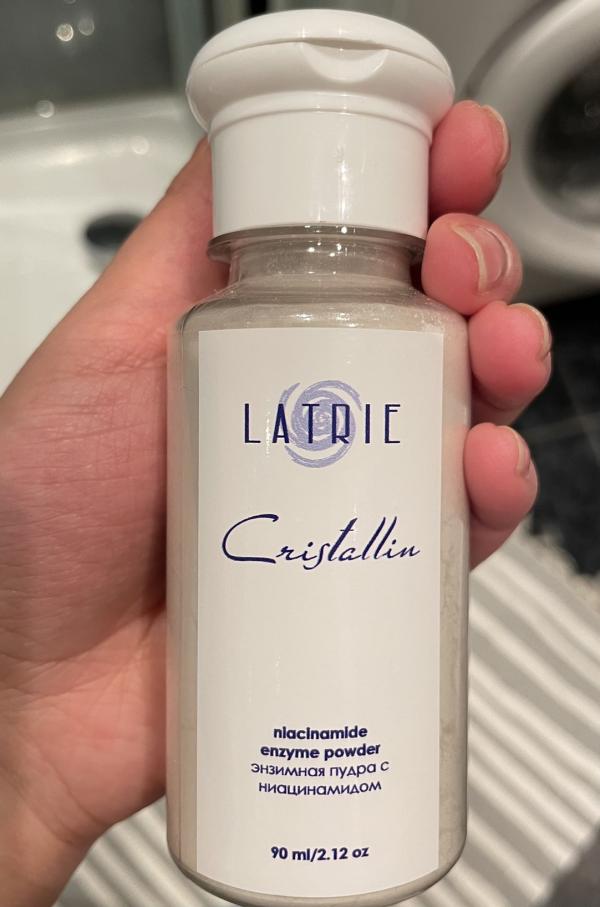 LATRIE
Cristallin
niacinamide
enzyme powder
энзимная пудра с
ниацинамидом
90 ml/2.12 oz